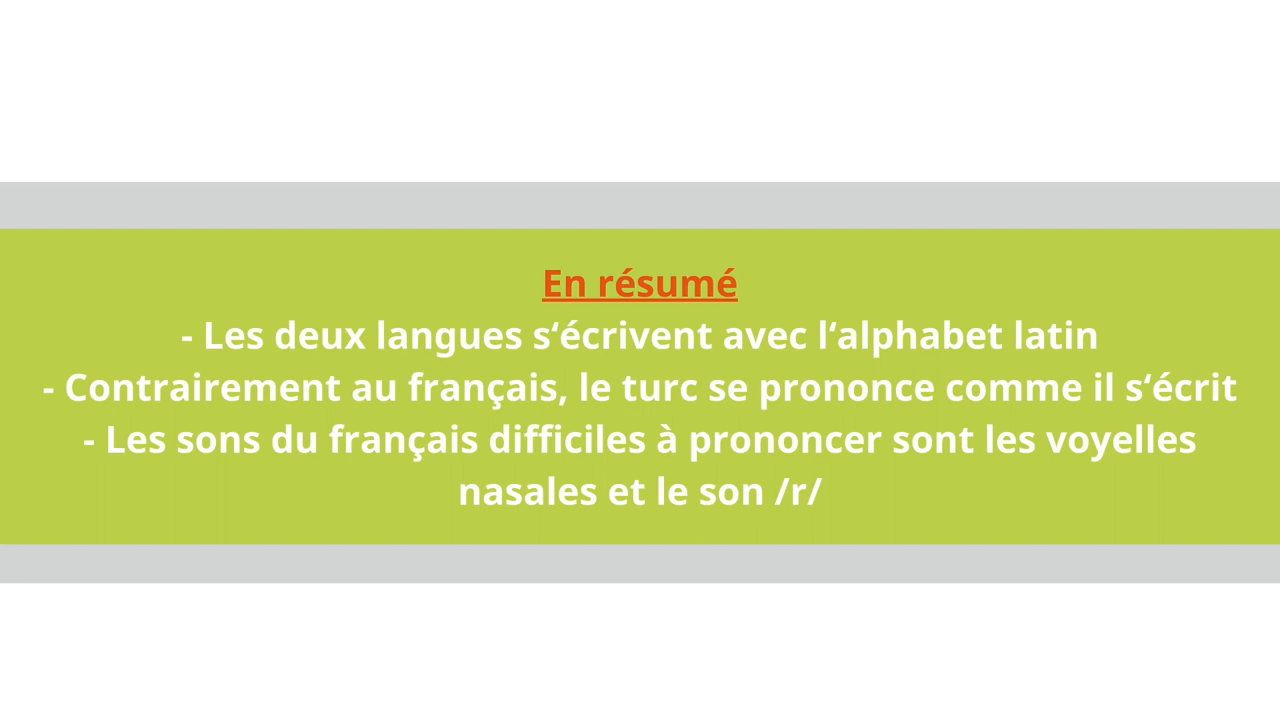 En résumé
- Les deux langues s‘écrivent avec l‘alphabet latin
- Contrairement au français, le turc se prononce comme il s‘écrit
- Les sons du français difficiles à prononcer sont les voyelles
nasales et le son /r/